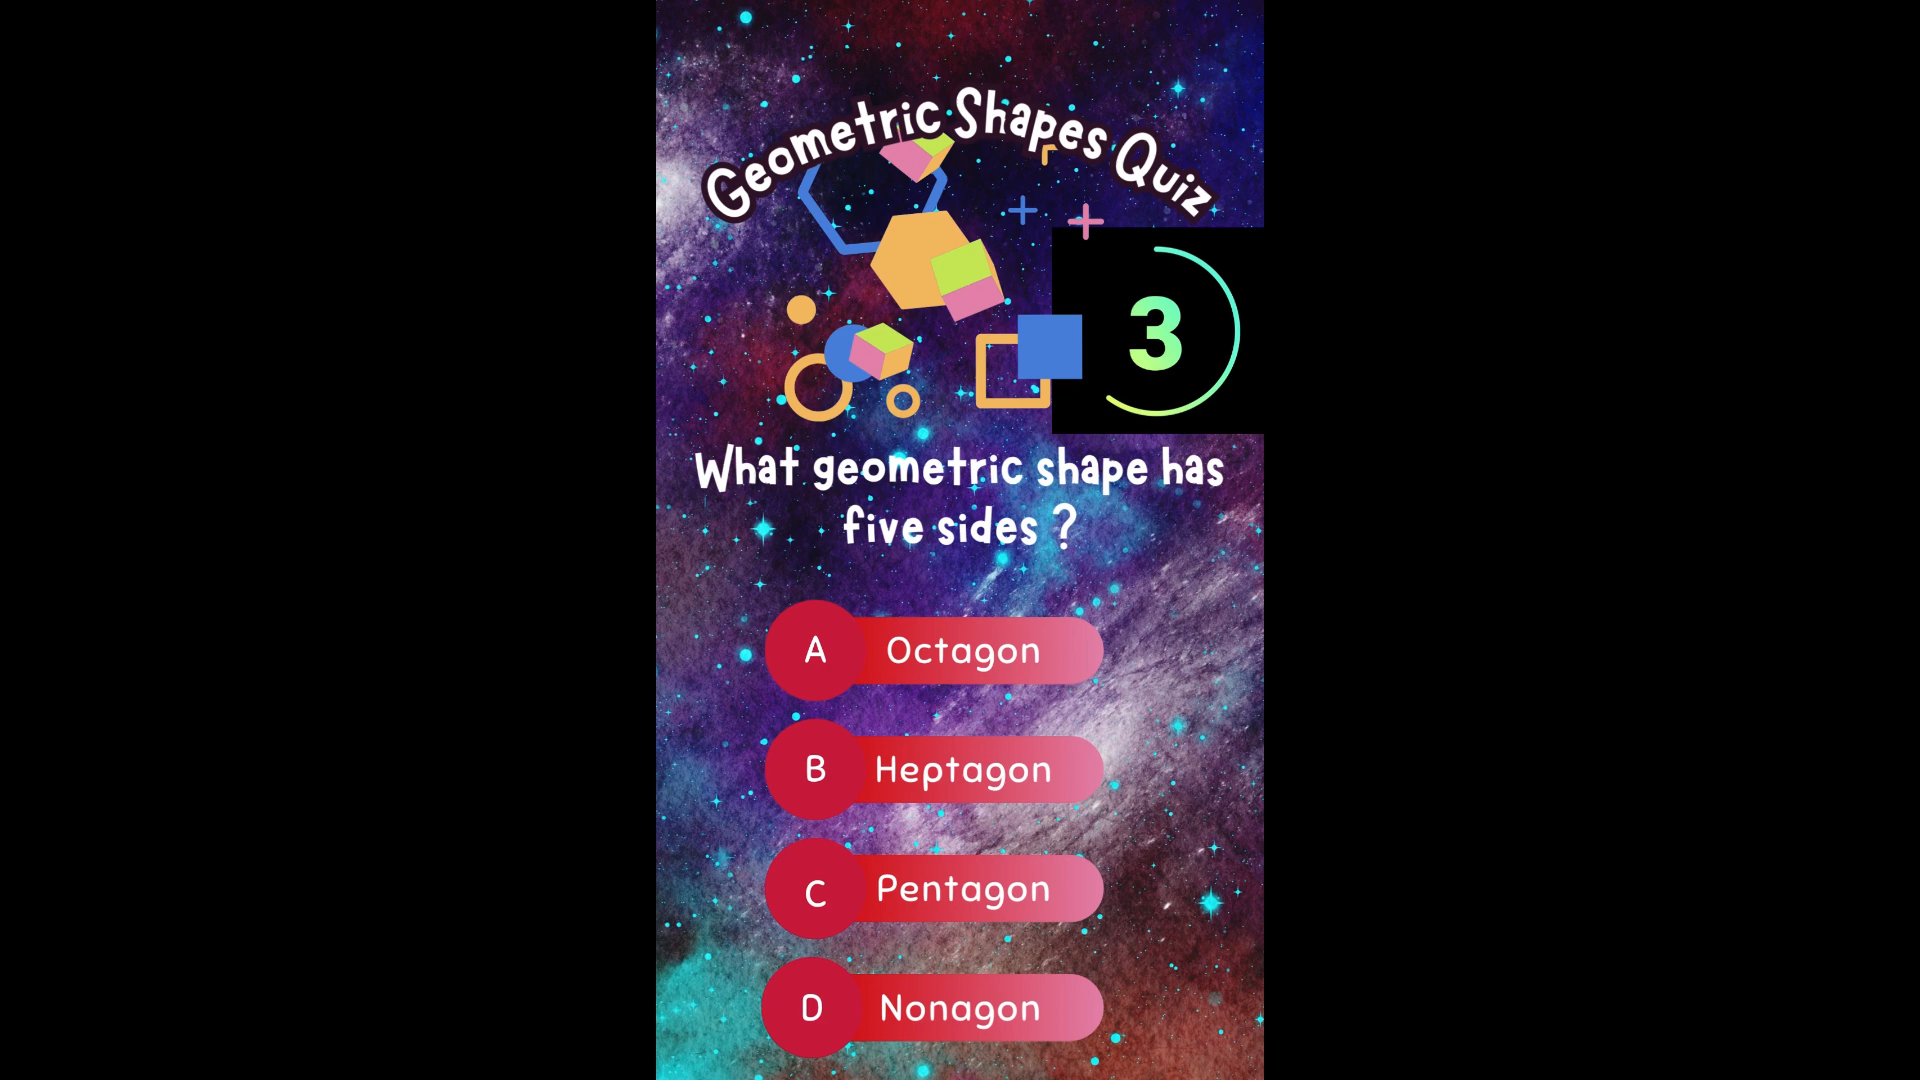 Geometric Shapes Quiz
3
What geometric shape has
five sides ?
A Octagon
B Heptagon
C Pentagon
D Nonagon